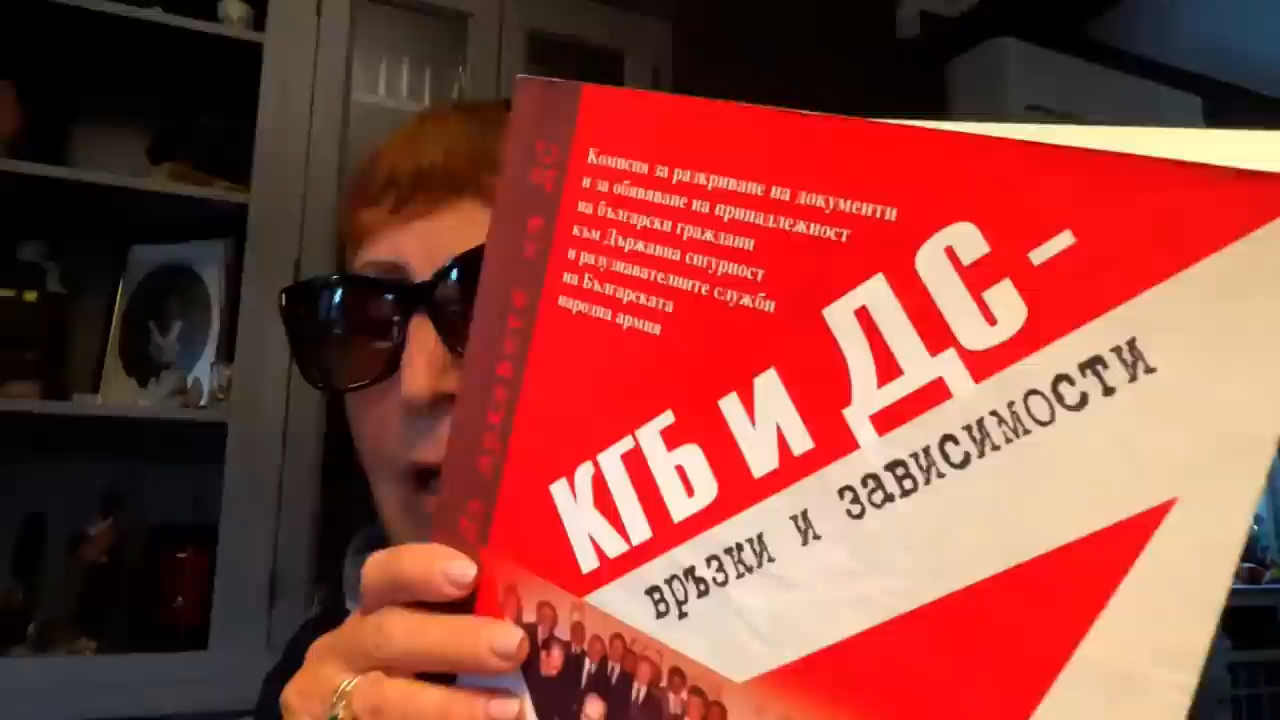 Комисия за разкриване на документи
и за обявяване на принадлежност
на български граждани
към Държавна сигурност
и разузнавателните служби
на Българската
народна армия
КГБ и ДС -
връзки и зависимости